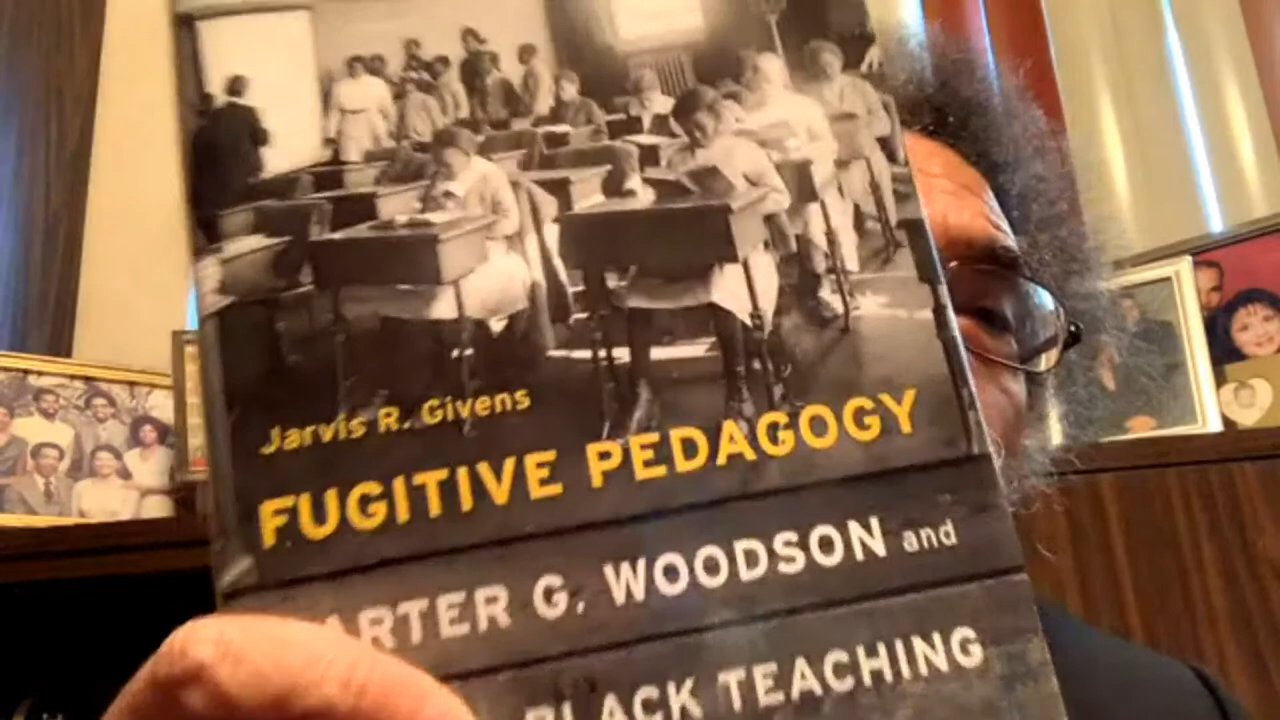 Jarvis R. Givens
FUGITIVE PEDAGOGY
ARTER G. WOODSON and
BLACK TEACHING